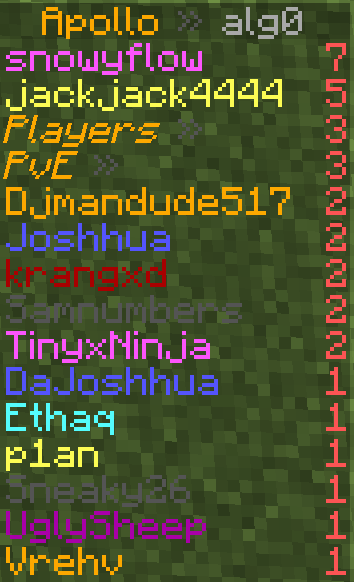 Apollo » alg0
snowyflow 7
jackjack4444 5
Players » 3
PvE » 3
Djmandude517 2
Joshhua 2
krangxd 2
Samnumbers 2
TinyxNinja 2
DaJoshhua 1
Ethaq 1
p1an 1
Sneaky26 1
UglySheep 1
Vrehv 1